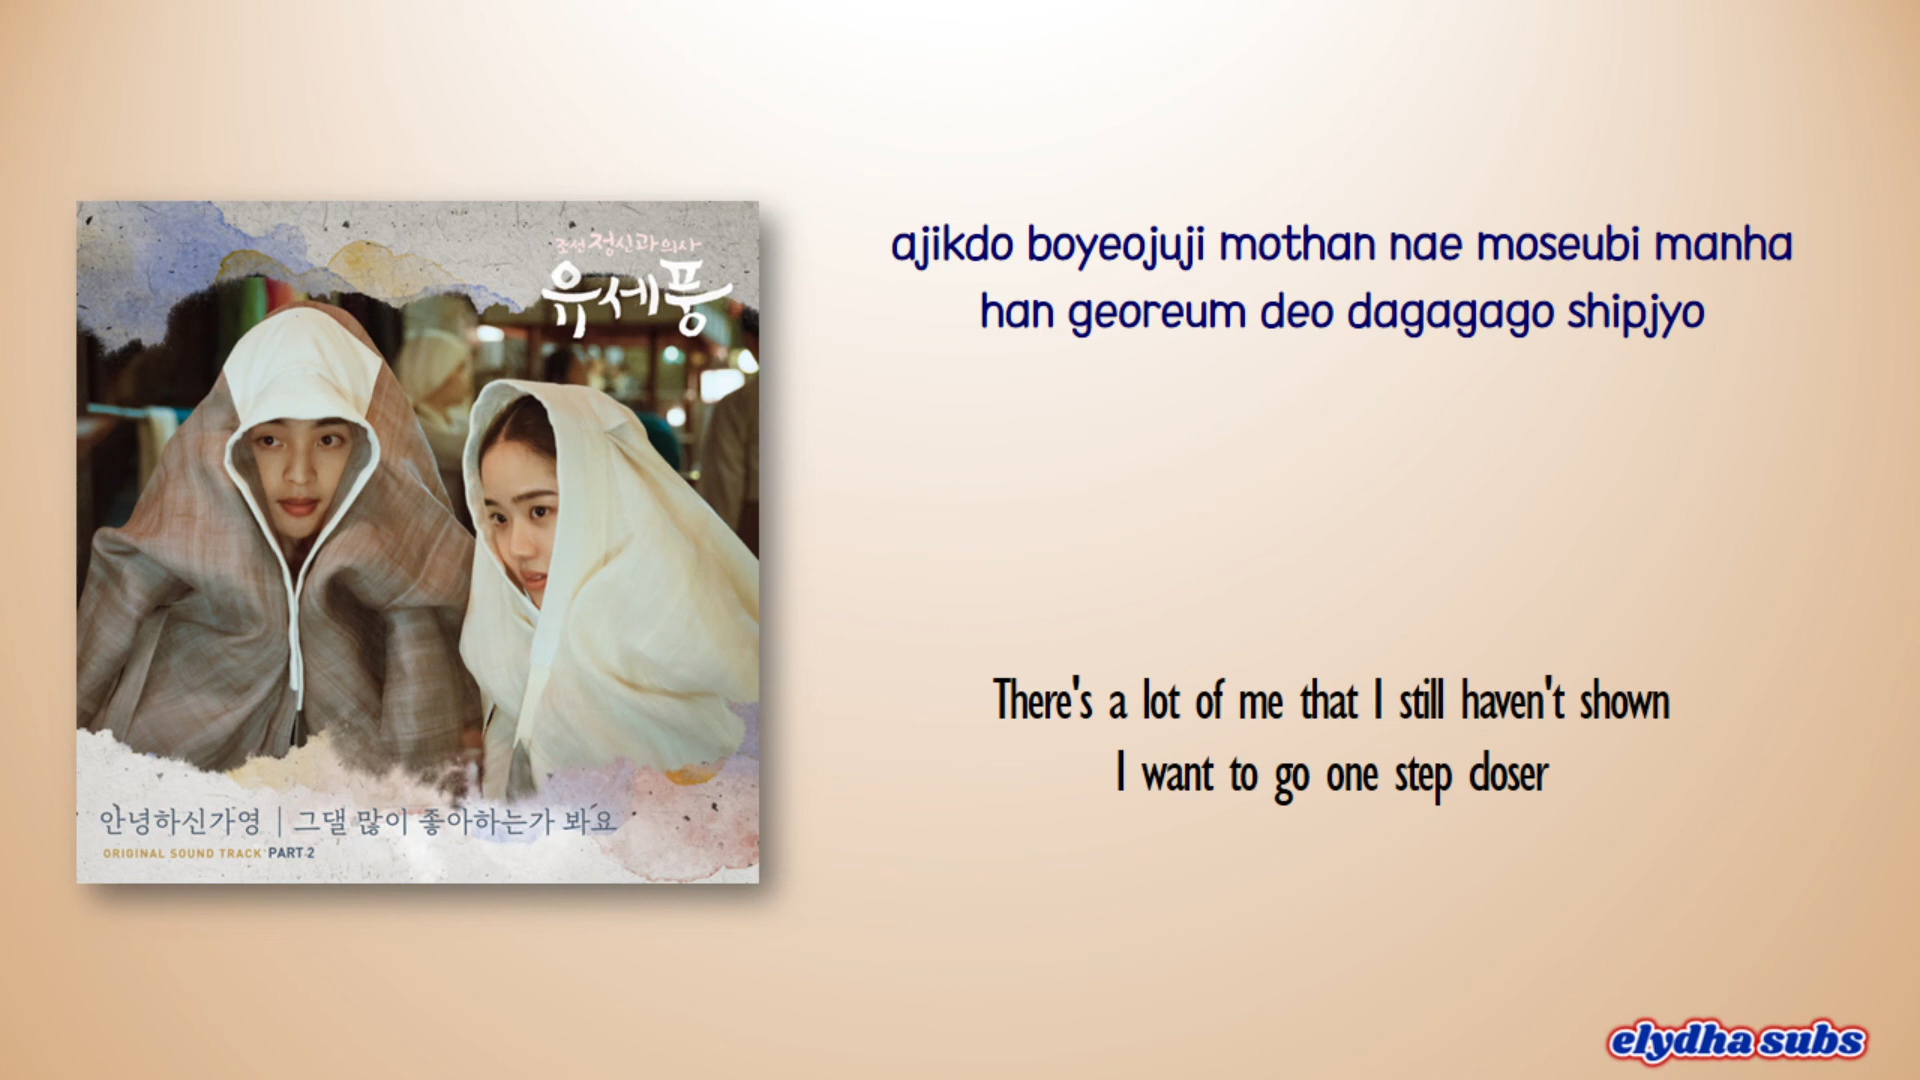 조선 정신과 의사
유세풍
안녕하신가영 | 그댈 많이 좋아하는가 봐요
ORIGINAL SOUND TRACK PART 2
ajikdo boyeojuji mothan nae moseubi manha
han georeum deo dagagago shipjyo
There's a lot of me that I still haven't shown
I want to go one step closer
elydha subs